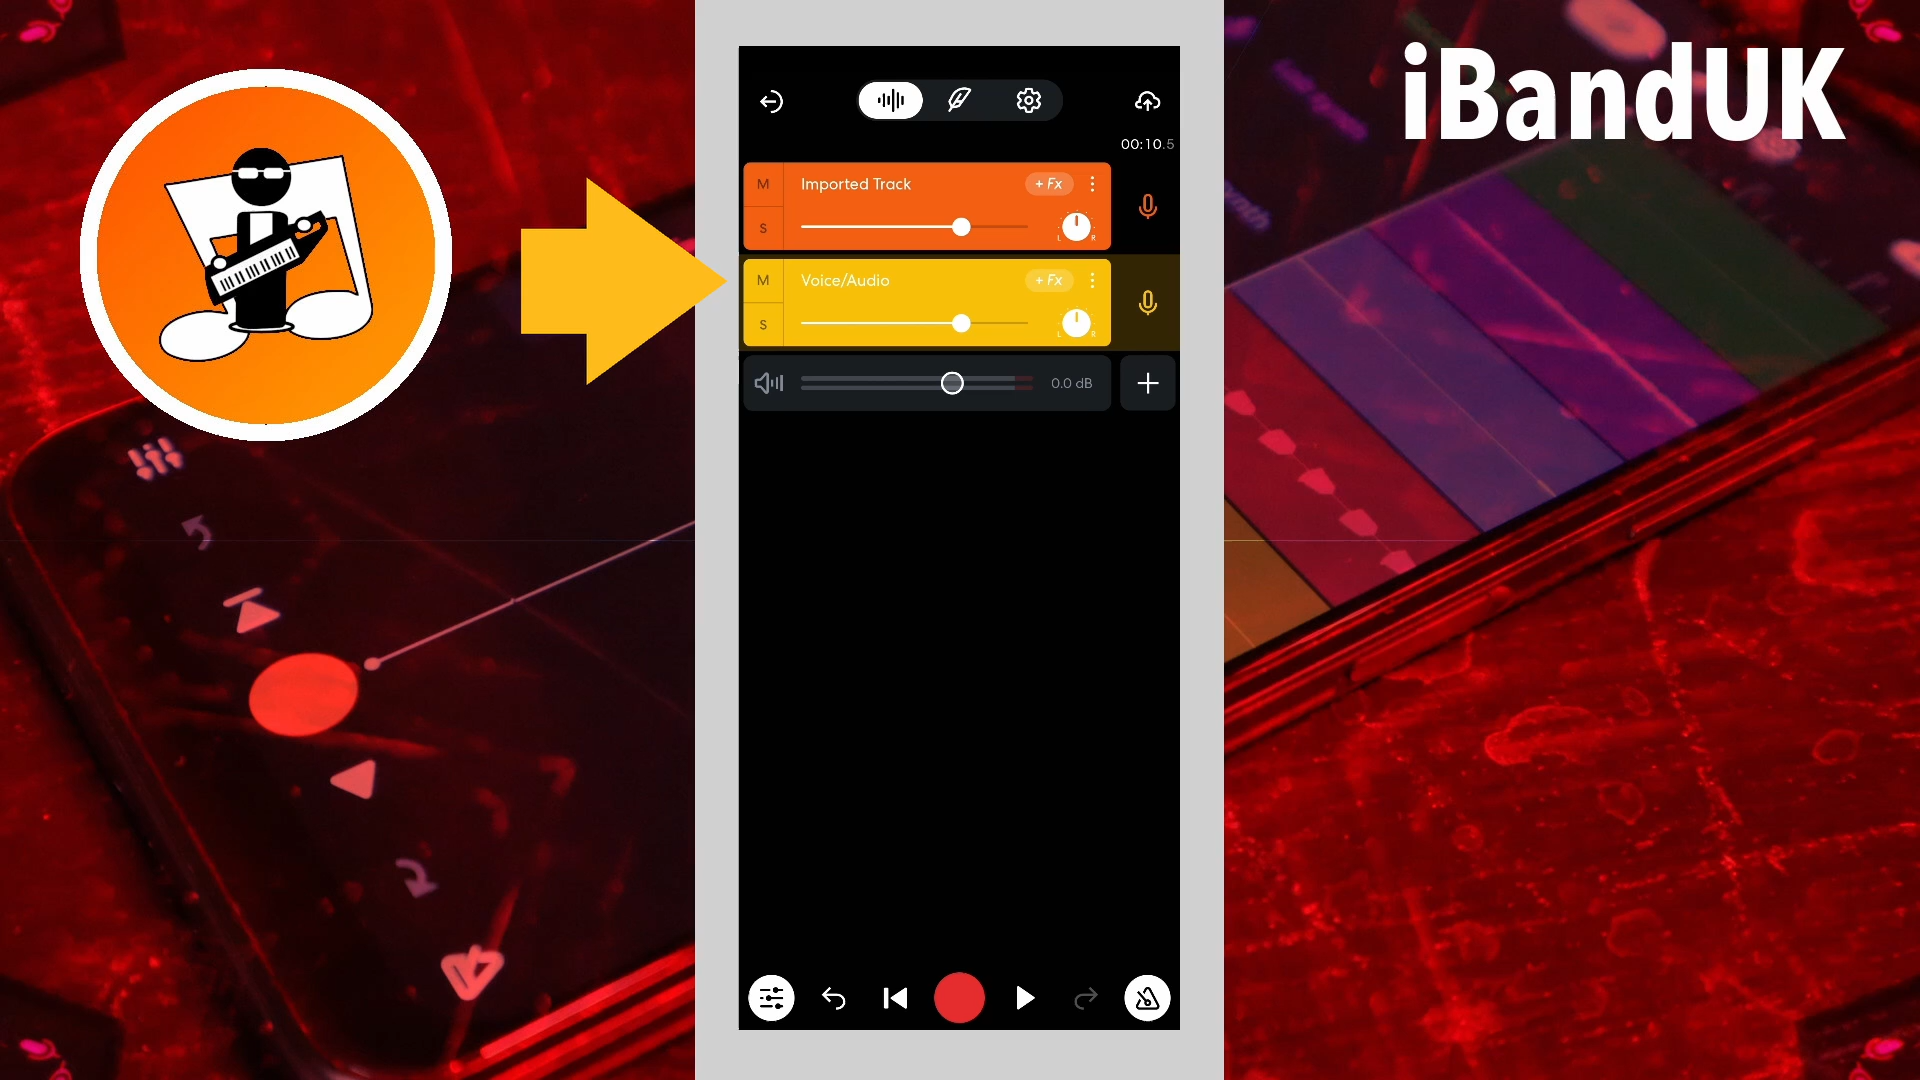 iBandUK
00:10.5
M
Imported Track
+ Fx
S
L R
M
Voice/Audio
+ Fx
S
L R
0.0 dB